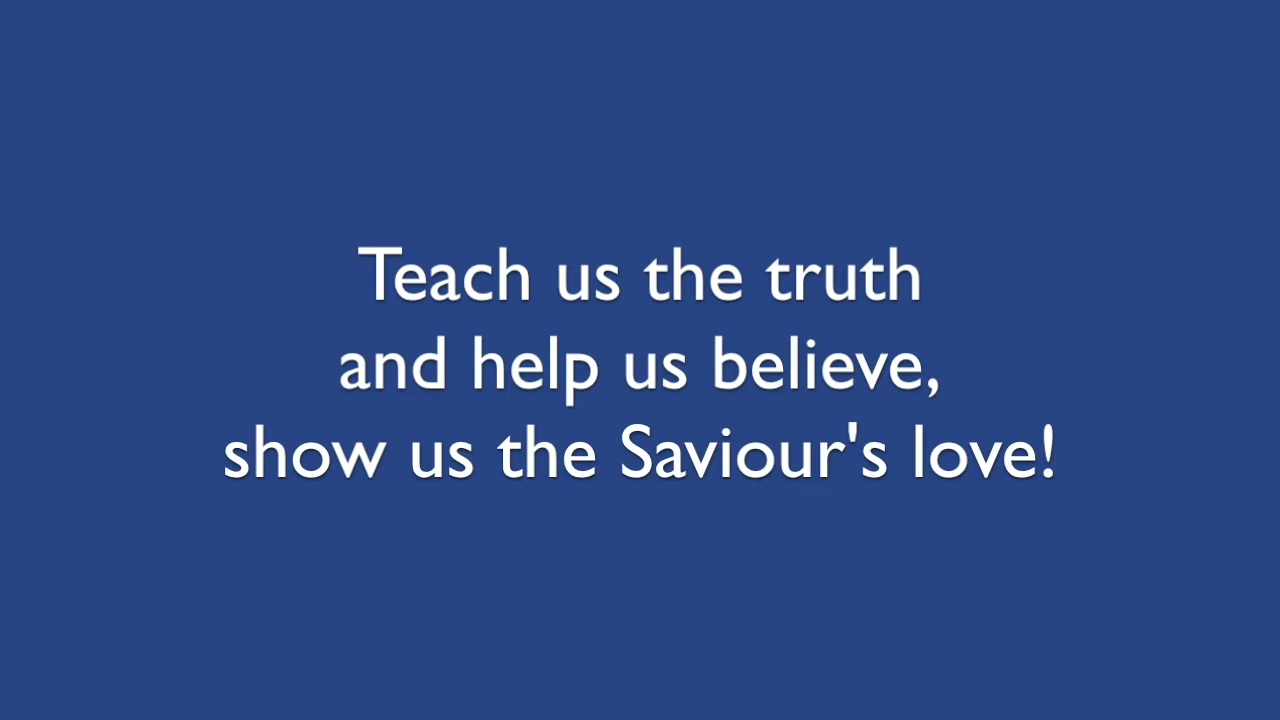 Teach us the truth
and help us believe,
show us the Saviour's love!